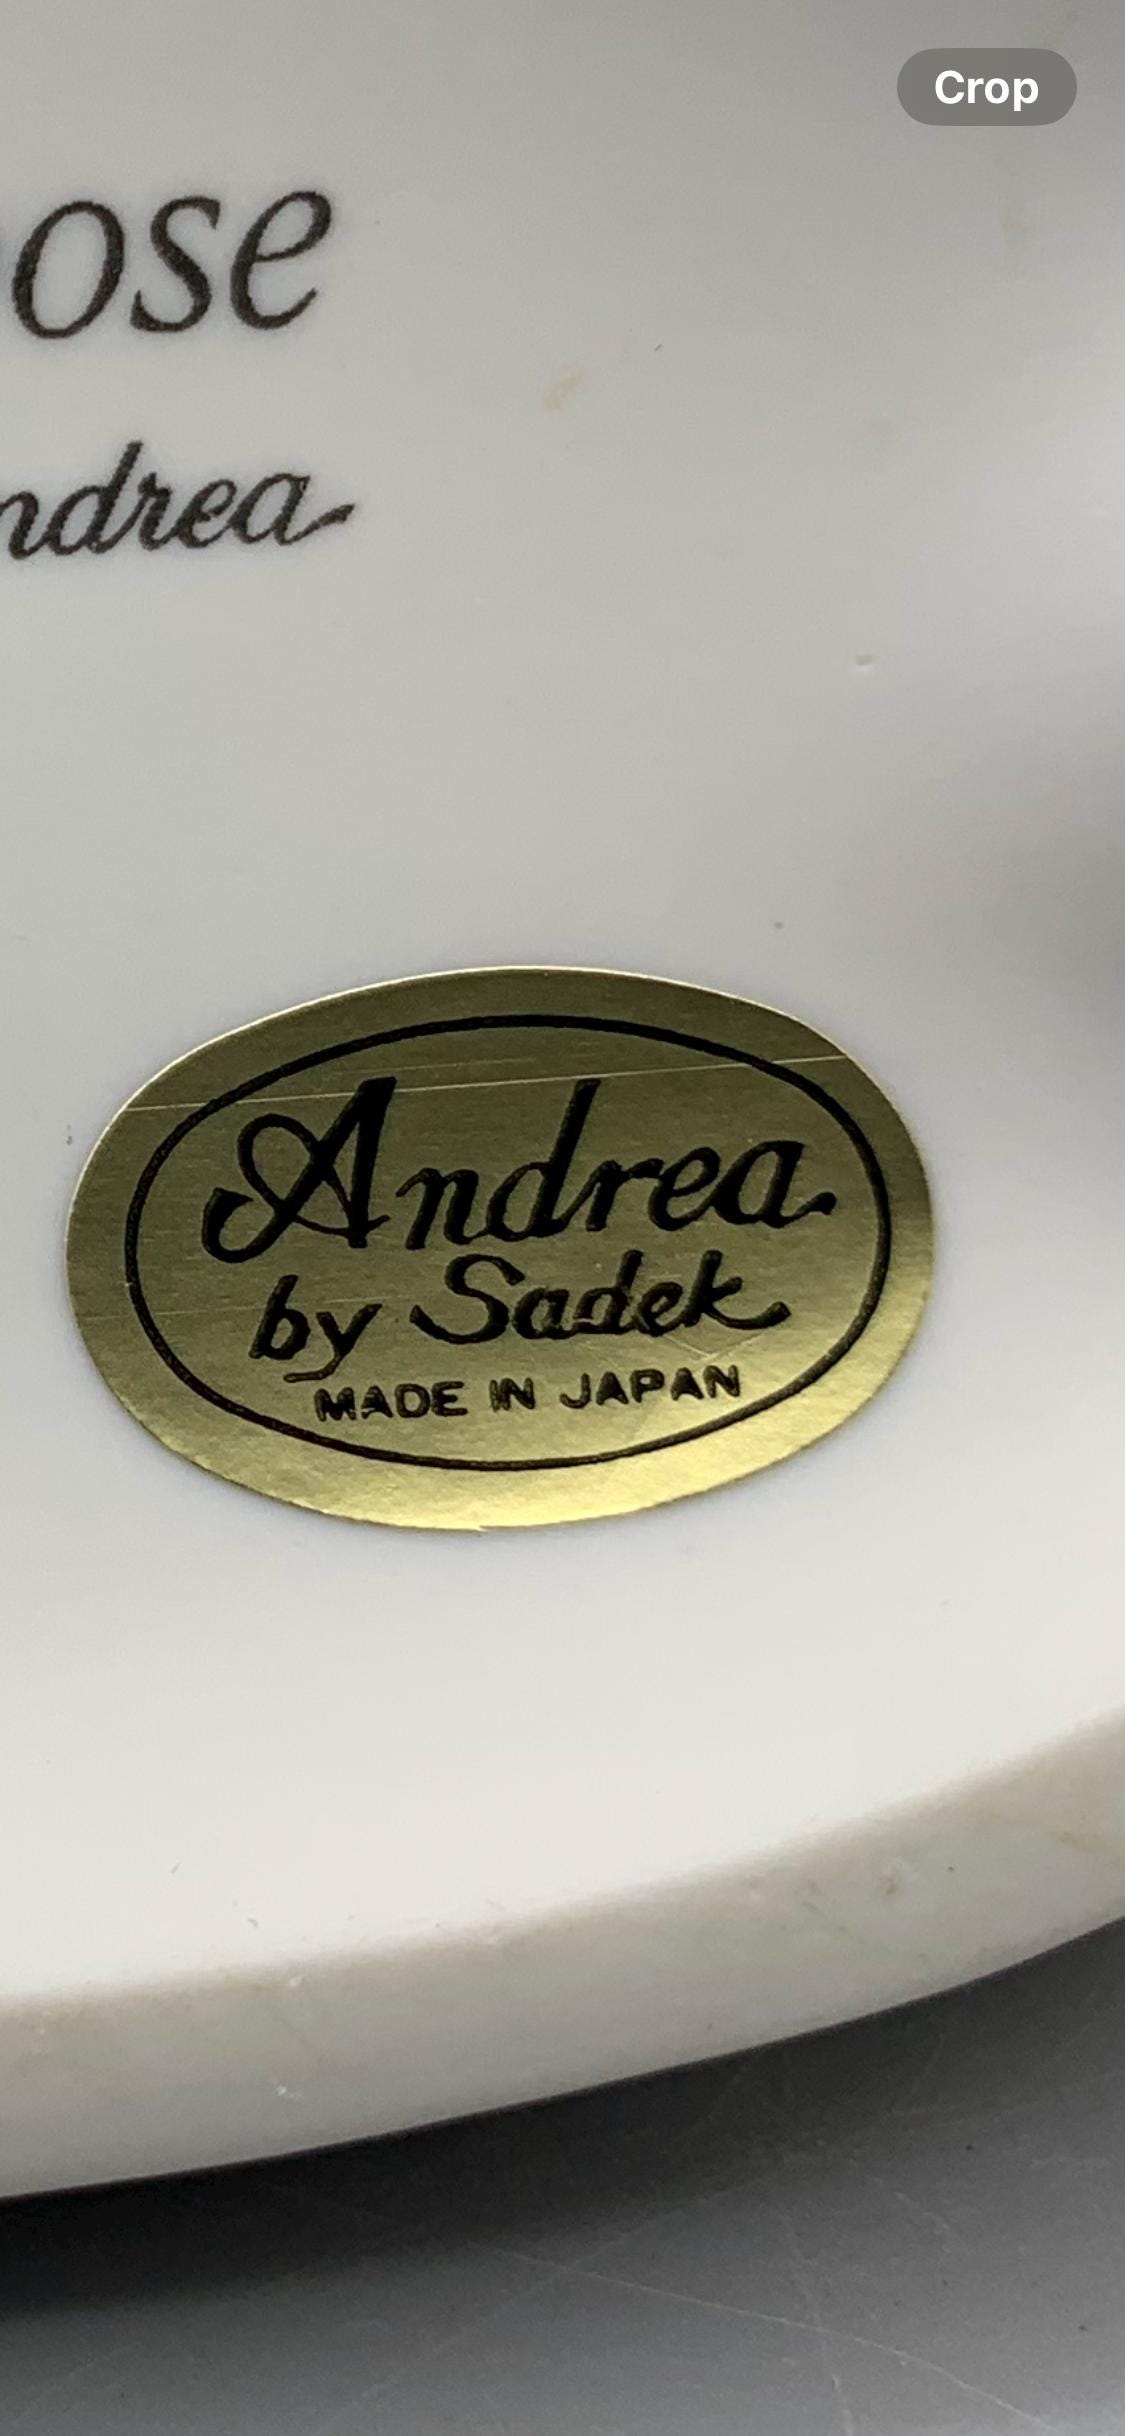 Crop
ose
ndrea
Andrea
by Sadek
MADE IN JAPAN